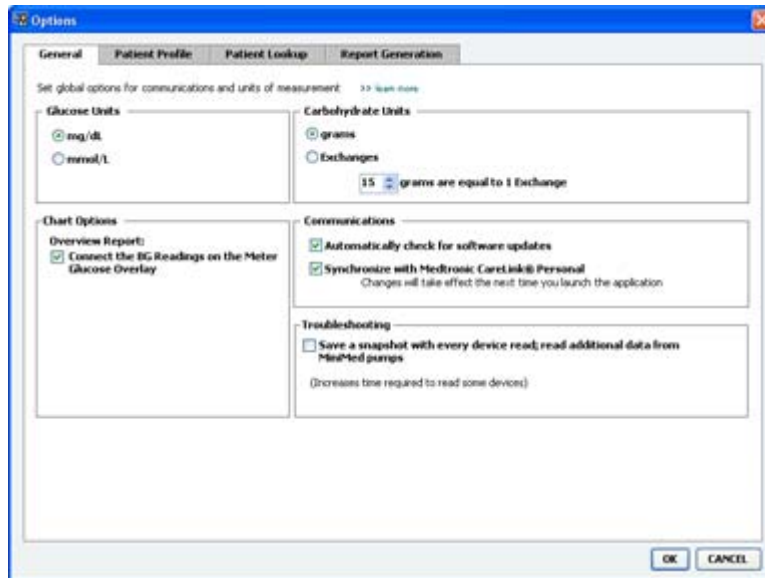 Options
General
Patient Profile
Patient Lookup
Report Generation
Set global options for communications and units of measurement >> learn more
Glucose Units
mg/dL
mmol/L
Carbohydrate Units
grams
Exchanges
15 grams are equal to 1 Exchange
Chart Options
Overview Report:
Connect the BG Readings on the Meter
Glucose Overlay
Communications
Automatically check for software updates
Synchronize with Medtronic CareLink® Personal
Changes will take effect the next time you launch the application
Troubleshooting
Save a snapshot with every device read; read additional data from
MiniMed pumps
(Increases time required to read some devices)
OK
CANCEL